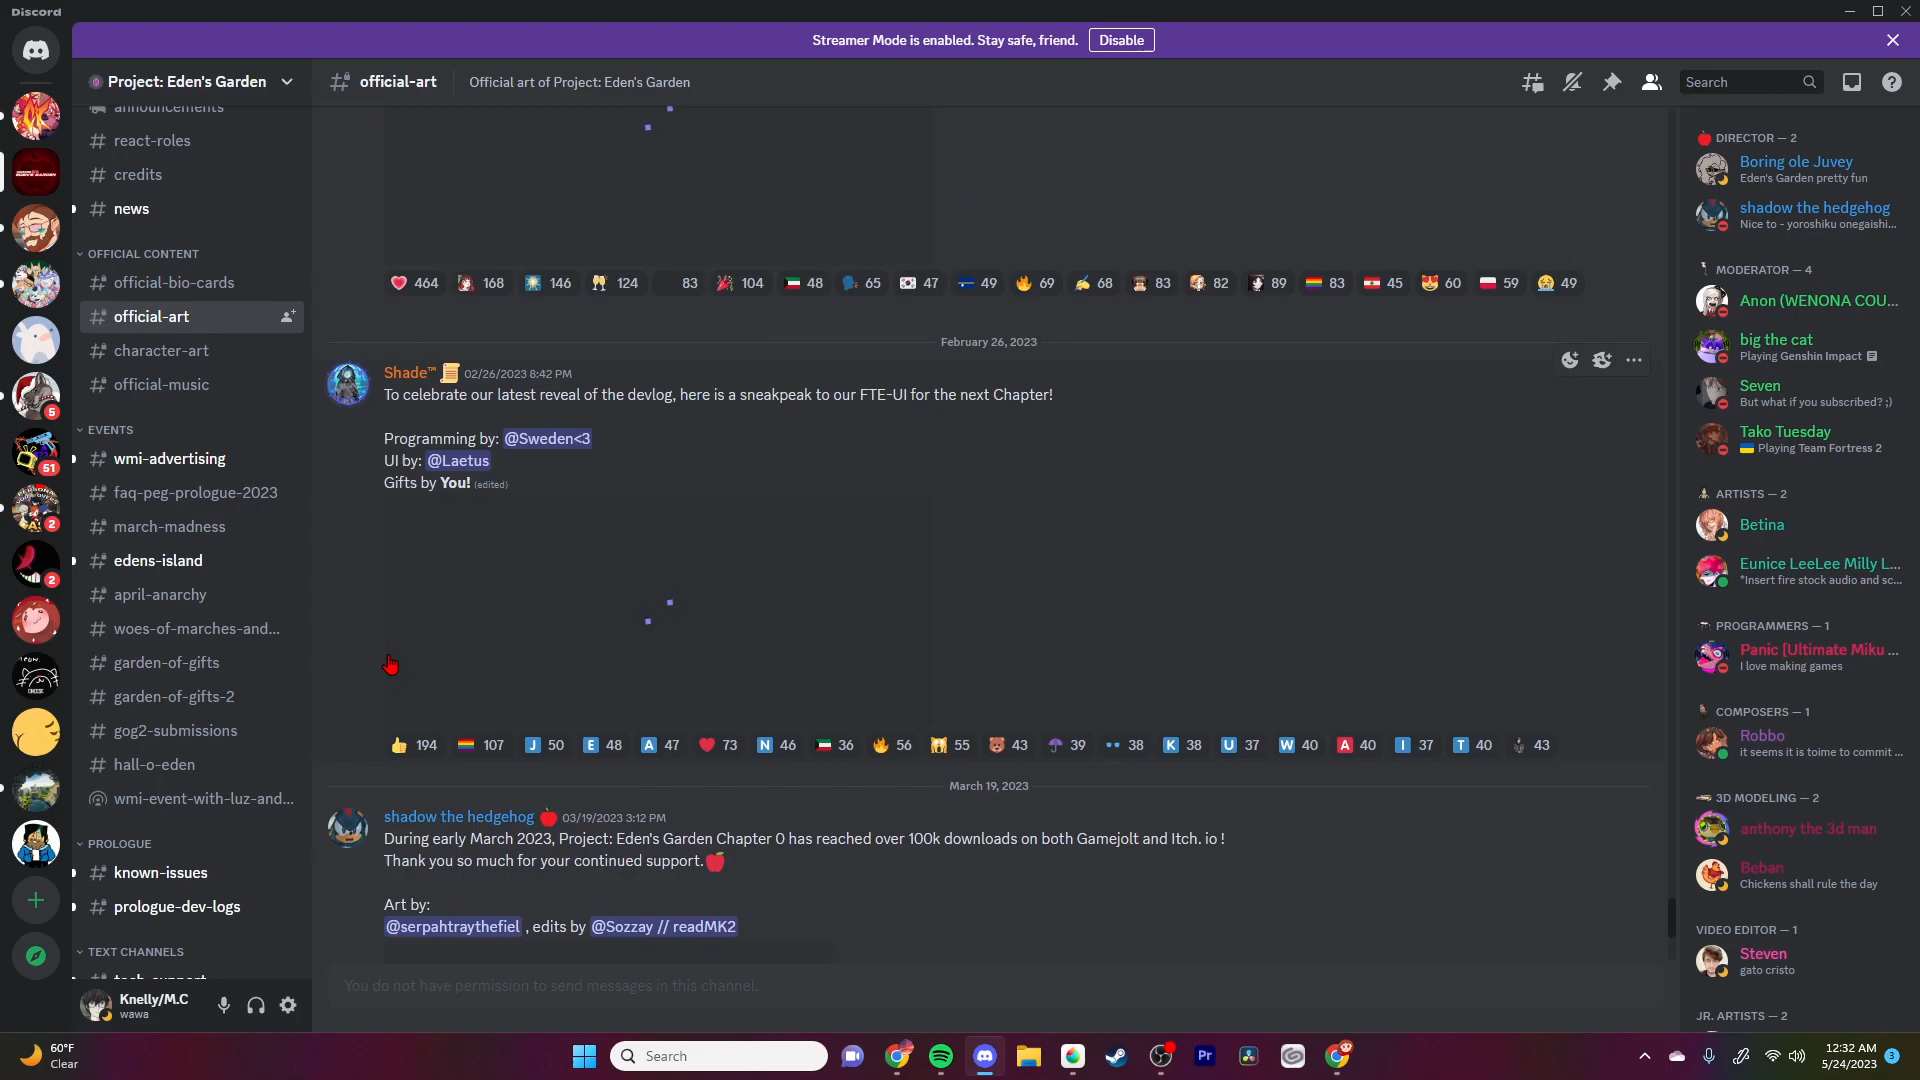 Discord
Streamer Mode is enabled. Stay safe, friend.
Disable
Project: Eden's Garden
official-art
Official art of Project: Eden's Garden
Search
announcements
react-roles
credits
news
OFFICIAL CONTENT
official-bio-cards
official-art
character-art
official-music
EVENTS
wmi-advertising
faq-peg-prologue-2023
march-madness
edens-island
april-anarchy
woes-of-marches-and...
garden-of-gifts
garden-of-gifts-2
gog2-submissions
hall-o-eden
wmi-event-with-luz-and...
PROLOGUE
known-issues
prologue-dev-logs
TEXT CHANNELS
tech-support
5
51
2
2
Knelly/M.C
wawa
464 168 146 124 83 104 48 65 47 49 69 68 83 82 89 83 45 60 59 49
February 26, 2023
Shade™ 02/26/2023 8:42 PM
To celebrate our latest reveal of the devlog, here is a sneakpeak to our FTE-UI for the next Chapter!
Programming by: @Sweden<3
UI by: @Laetus
Gifts by You! (edited)
194 107 J 50 E 48 A 47 73 N 46 36 56 55 43 39 38 K 38 U 37 W 40 A 40 I 37 T 40 43
March 19, 2023
shadow the hedgehog 03/19/2023 3:12 PM
During early March 2023, Project: Eden's Garden Chapter 0 has reached over 100k downloads on both Gamejolt and Itch. io !
Thank you so much for your continued support.
Art by:
@serpahtraythefiel , edits by @Sozzay // readMK2
You do not have permission to send messages in this channel.
DIRECTOR — 2
Boring ole Juvey
Eden's Garden pretty fun
shadow the hedgehog
Nice to - yoroshiku onegaishi...
MODERATOR — 4
Anon (WENONA COU...
big the cat
Playing Genshin Impact
Seven
But what if you subscribed? ;)
Tako Tuesday
Playing Team Fortress 2
ARTISTS — 2
Betina
Eunice LeeLee Milly L...
*Insert fire stock audio and sc...
PROGRAMMERS — 1
Panic [Ultimate Miku ...
I love making games
COMPOSERS — 1
Robbo
it seems it is toime to commit ...
3D MODELING — 2
anthony the 3d man
Beban
Chickens shall rule the day
VIDEO EDITOR — 1
Steven
gato cristo
JR. ARTISTS — 2
60°F
Clear
Search
Pr
12:32 AM
5/24/2023
3